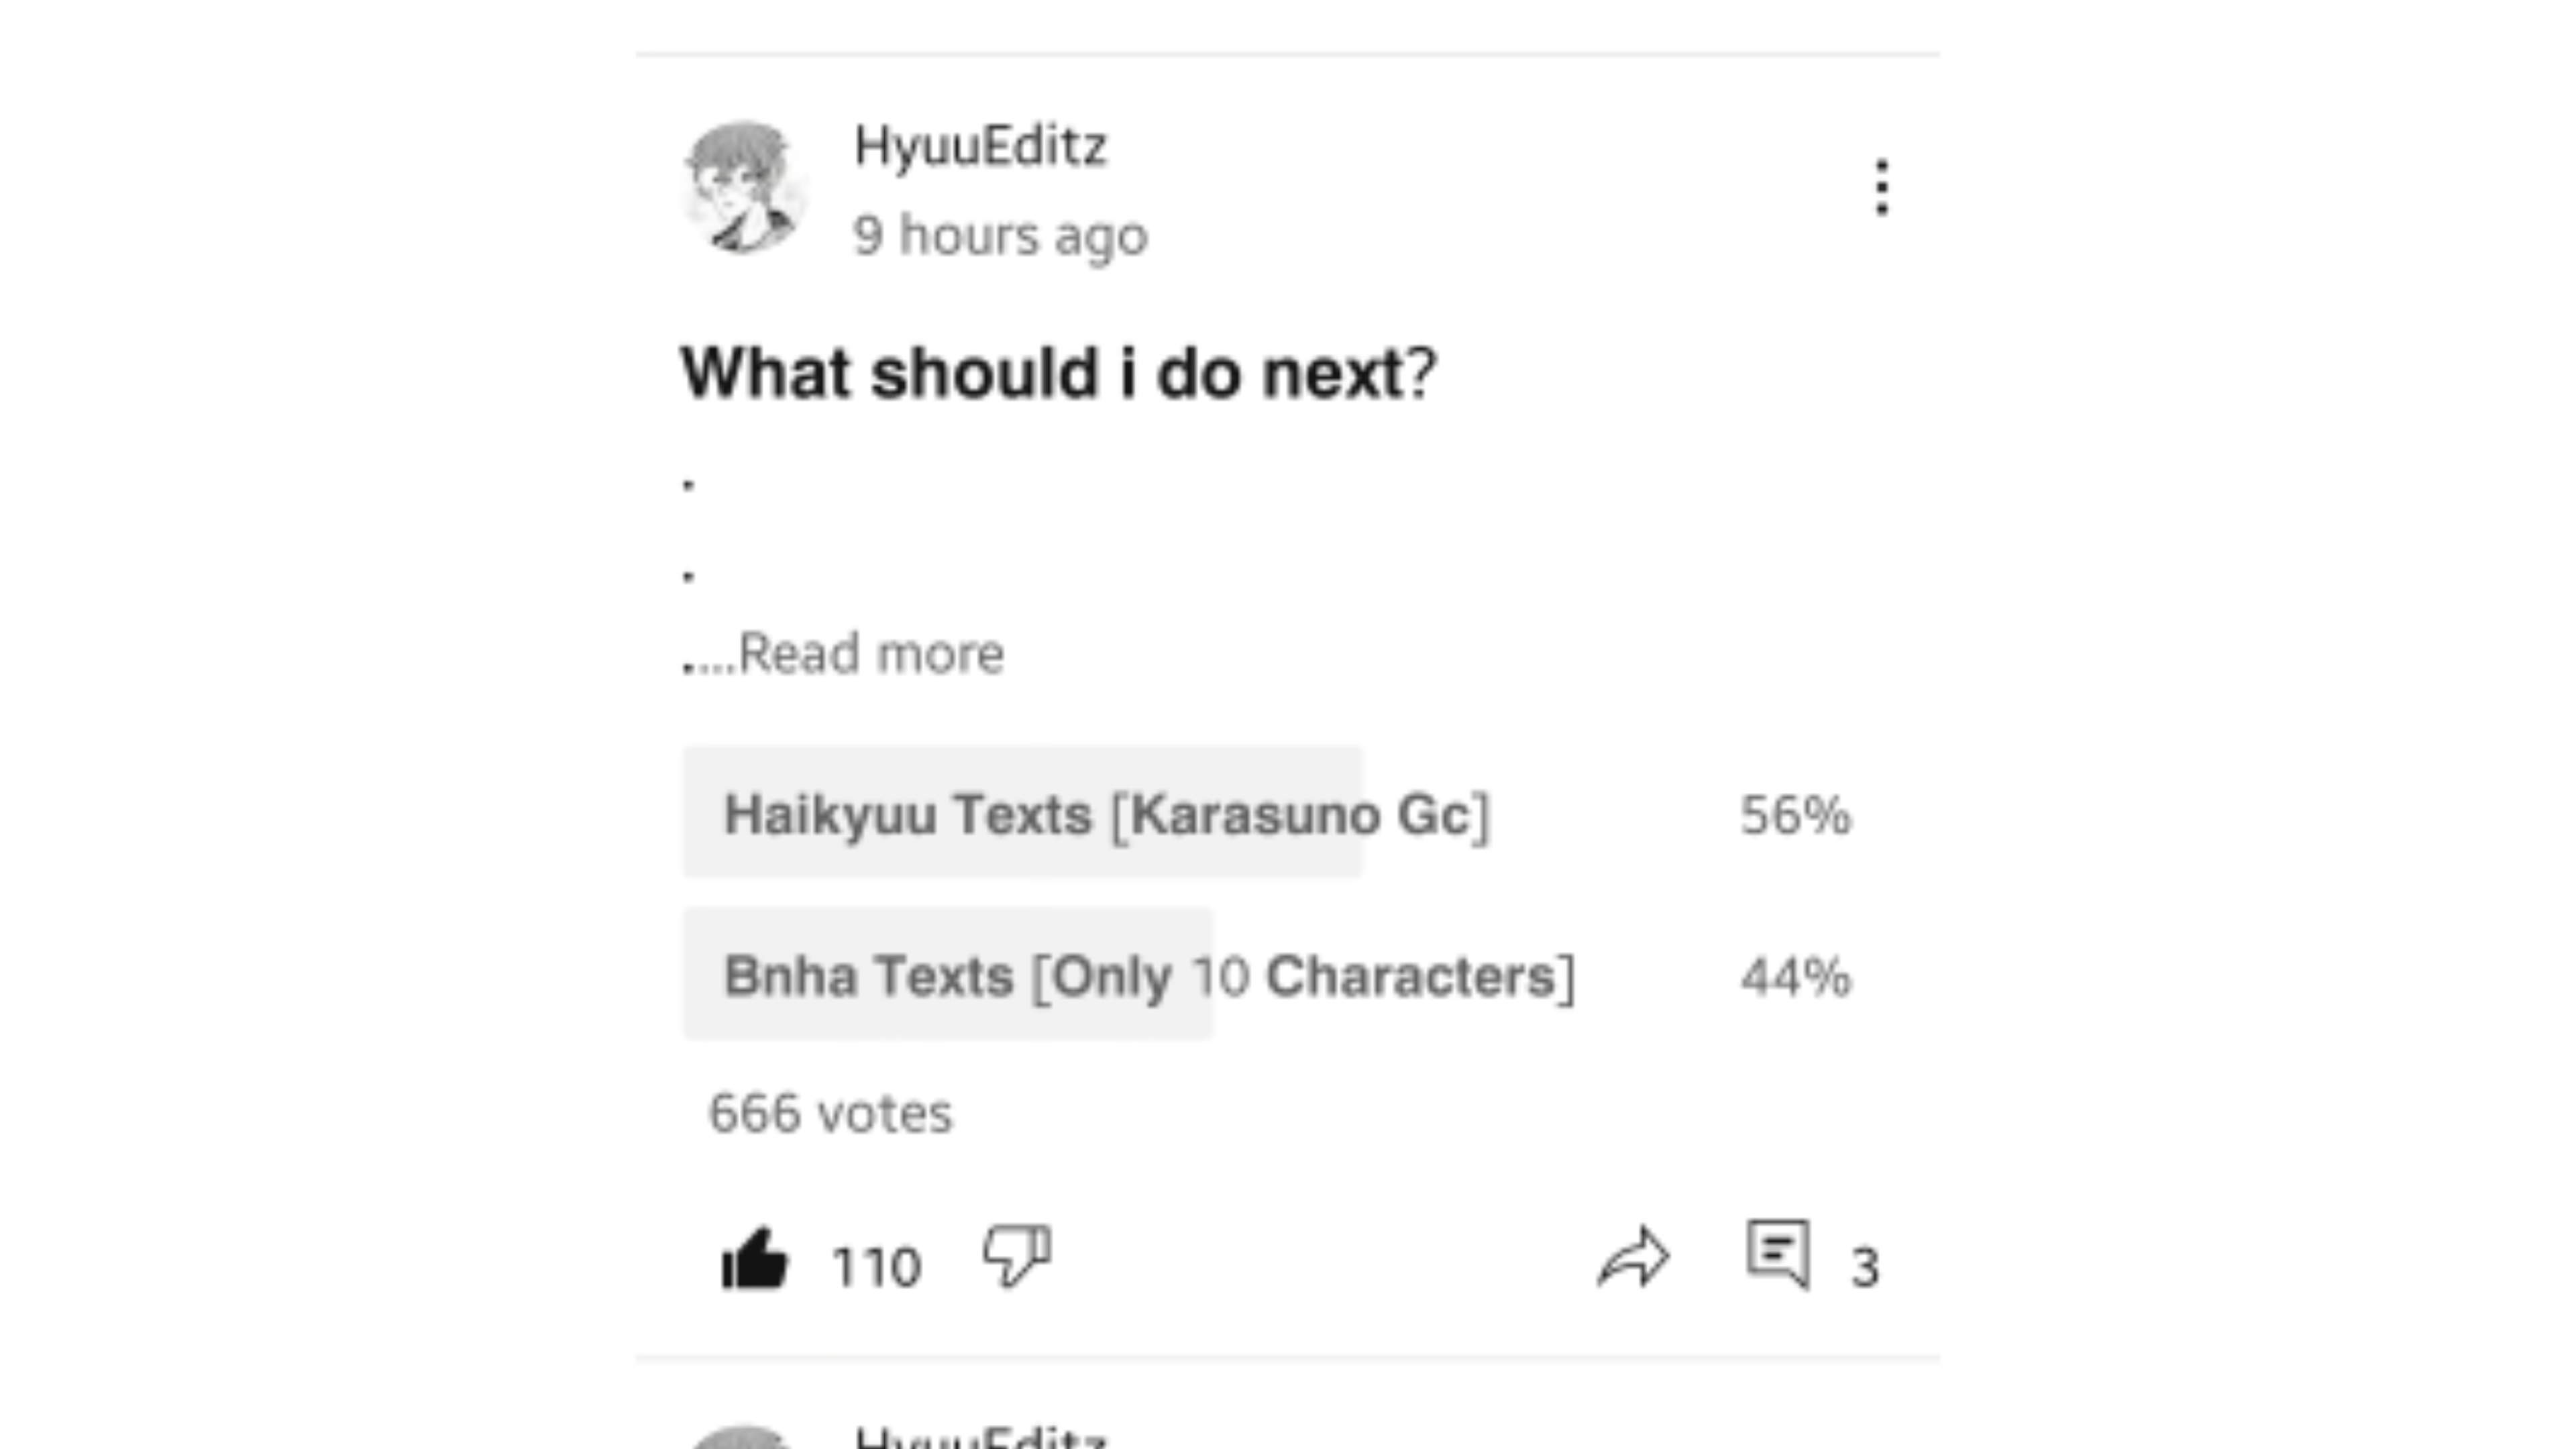 HyuuEditz
9 hours ago
What should i do next?
.
.
....Read more
Haikyuu Texts [Karasuno Gc]
56%
Bnha Texts [Only 10 Characters]
44%
666 votes
110
3
HyuuEditz